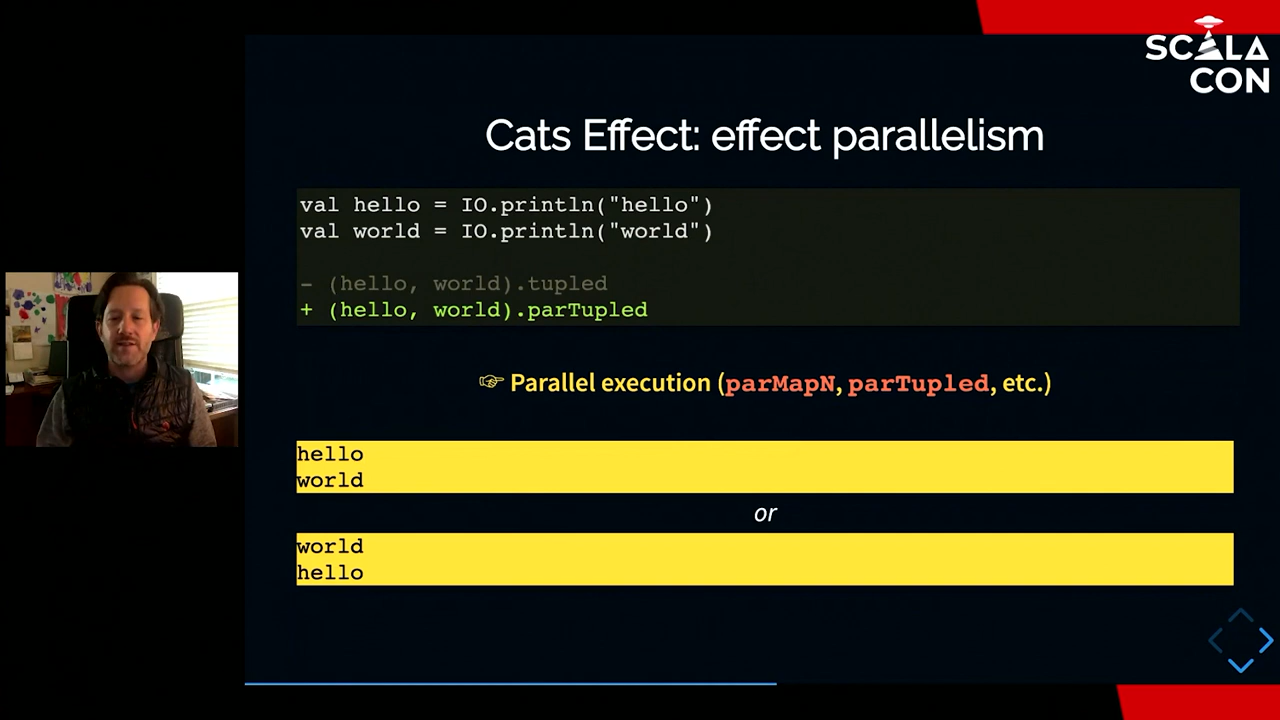 SCALA
CON
Cats Effect: effect parallelism
val hello = IO.println("hello")
val world = IO.println("world")
- (hello, world).tupled
+ (hello, world).parTupled
☞ Parallel execution (parMapN, parTupled, etc.)
hello
world
or
world
hello